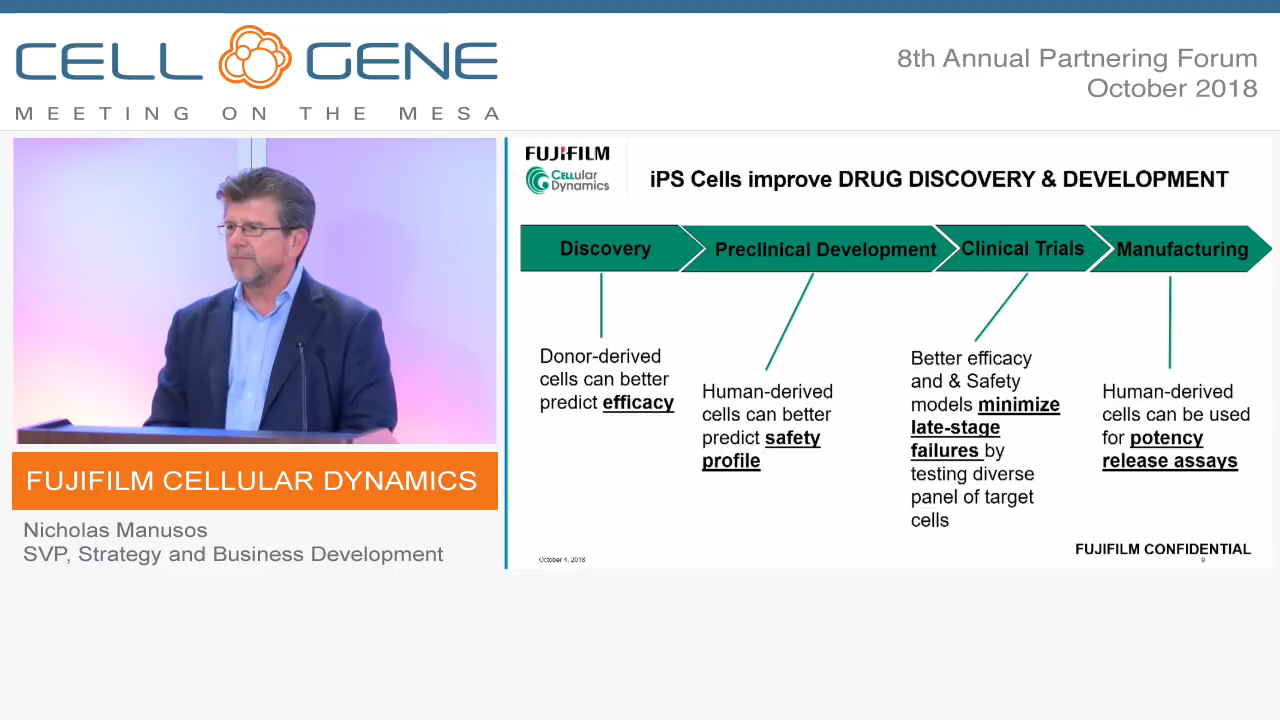 CELL GENE
MEETING ON THE MESA
8th Annual Partnering Forum
October 2018
FUJIFILM
CELLular
Dynamics
iPS Cells improve DRUG DISCOVERY & DEVELOPMENT
Discovery
Preclinical Development
Clinical Trials
Manufacturing
Donor-derived
cells can better
predict efficacy
Human-derived
cells can better
predict safety
profile
Better efficacy
and & Safety
models minimize
late-stage
failures by
testing diverse
panel of target
cells
Human-derived
cells can be used
for potency
release assays
FUJIFILM CONFIDENTIAL
October 4, 2018
9
FUJIFILM CELLULAR DYNAMICS
Nicholas Manusos
SVP, Strategy and Business Development